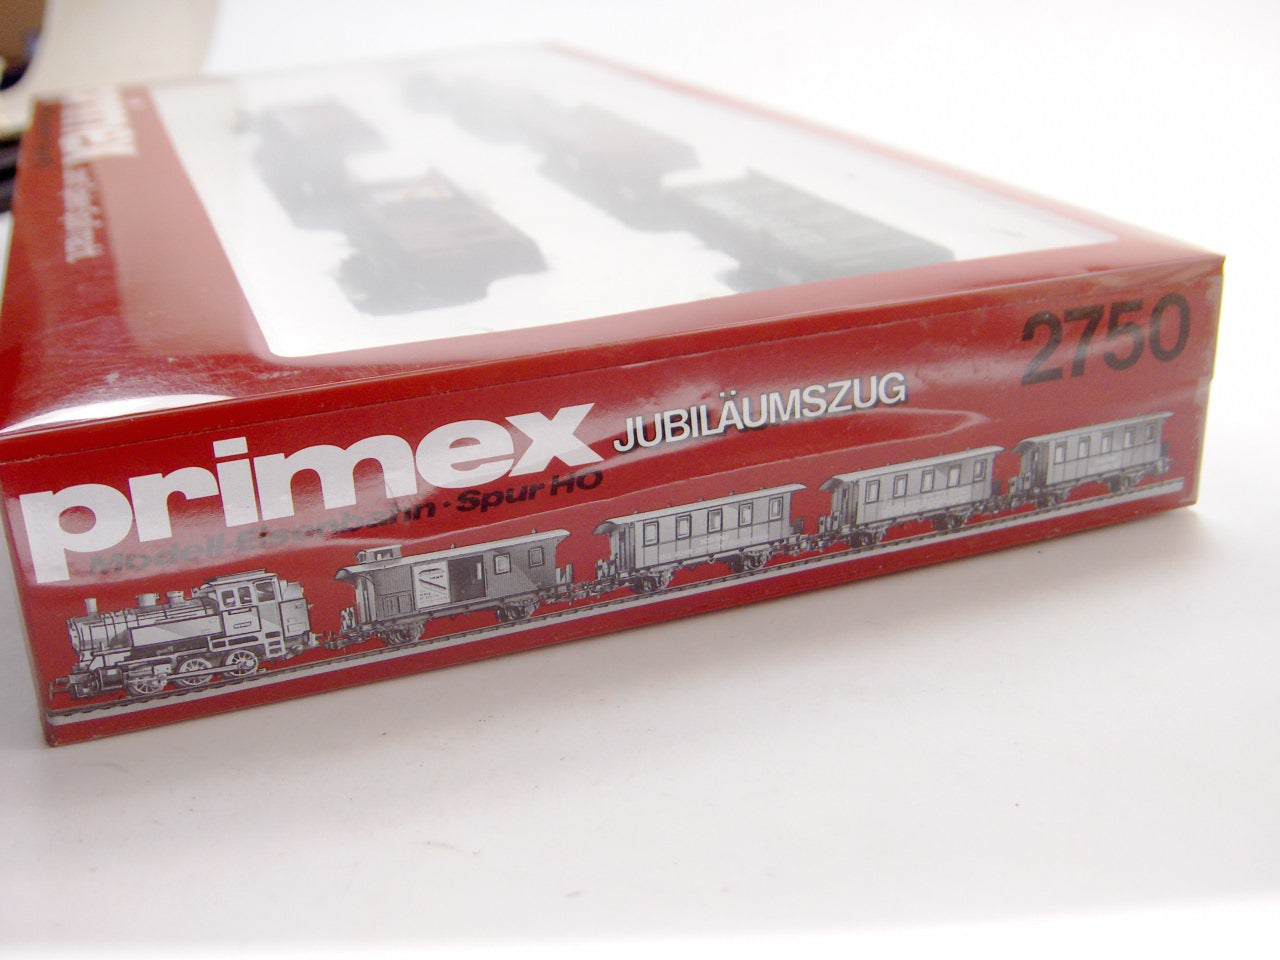 primex JUBILÄUMSZUG 2750
Modell-Eisenbahn · Spur HO